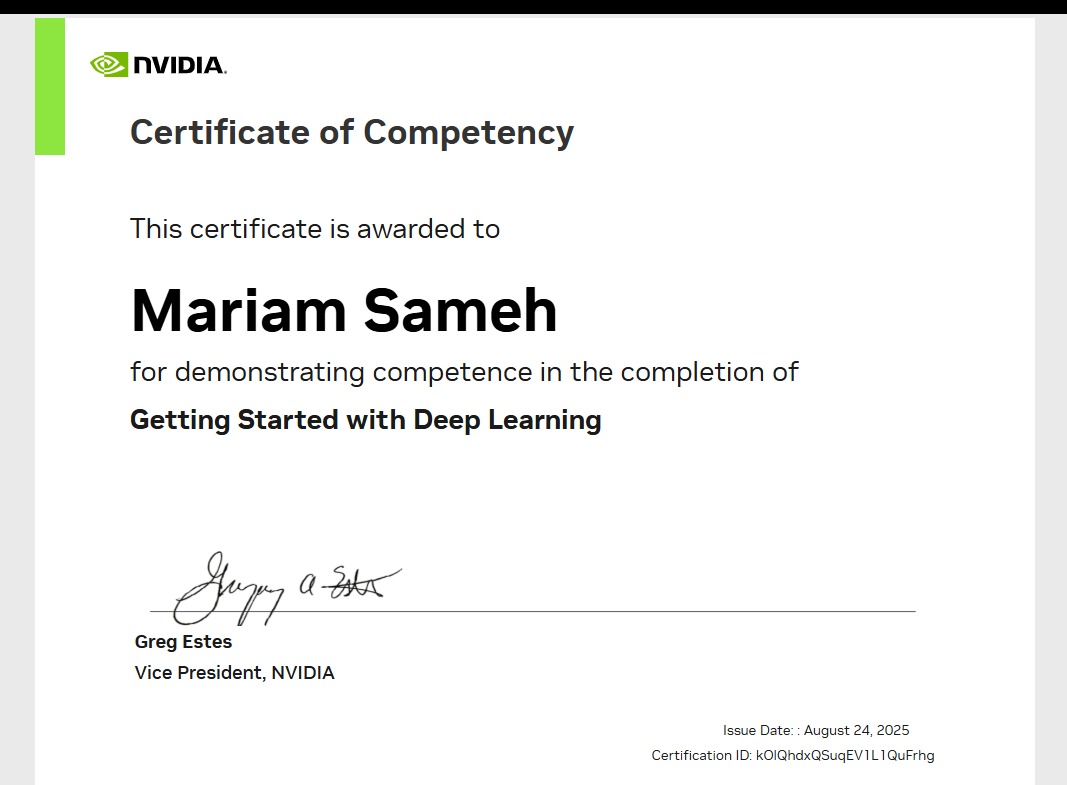 NVIDIA.
Certificate of Competency
This certificate is awarded to
Mariam Sameh
for demonstrating competence in the completion of
Getting Started with Deep Learning
Gregory A Estes
Greg Estes
Vice President, NVIDIA
Issue Date: : August 24, 2025
Certification ID: kOlQhdxQSuqEV1L1QuFrhg